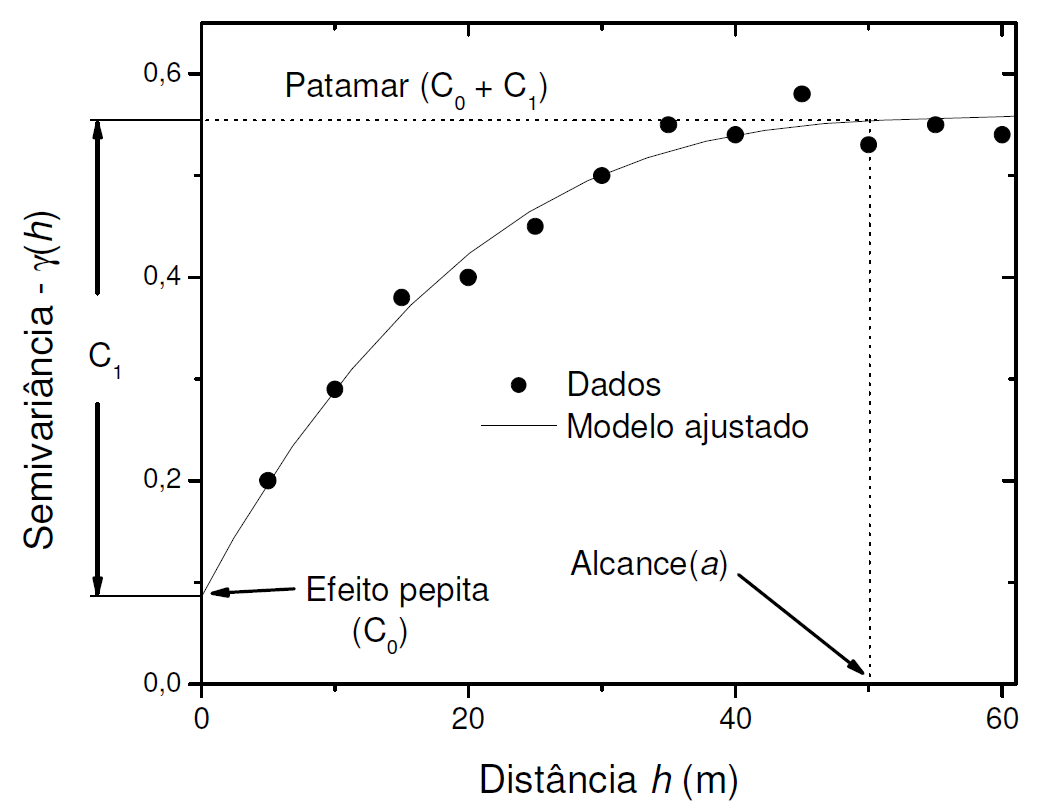 0,6
Patamar (C0 + C1)
Semivariância - γ(h)
0,4
C1
Dados
Modelo ajustado
0,2
Alcance(a)
Efeito pepita
(C0)
0,0
0 20 40 60
Distância h (m)